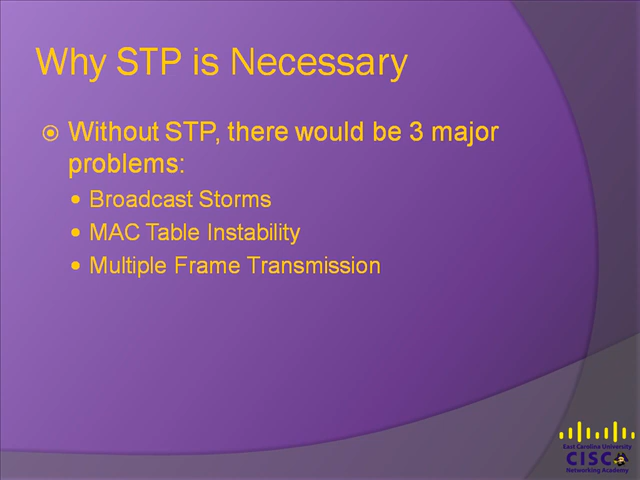 Why STP is Necessary
Without STP, there would be 3 major
problems:
Broadcast Storms
MAC Table Instability
Multiple Frame Transmission
East Carolina University
CISCO
Networking Academy